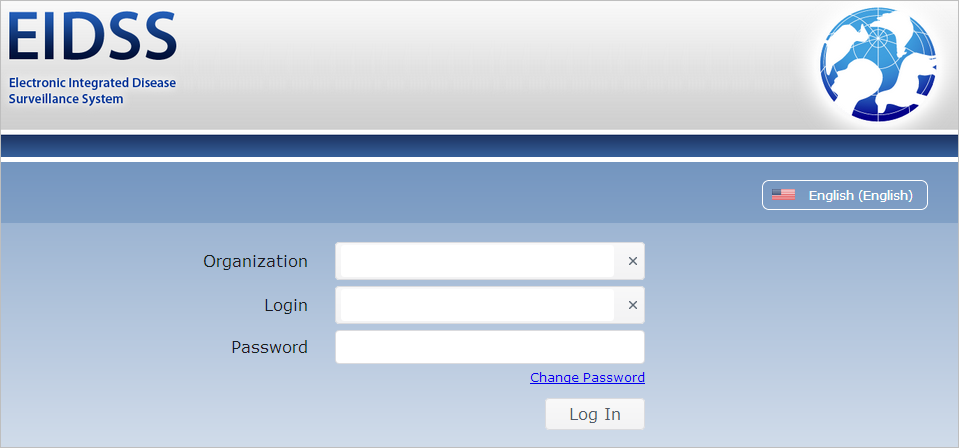 EIDSS
Electronic Integrated Disease
Surveillance System
English (English)
Organization
Login
Password
Change Password
Log In